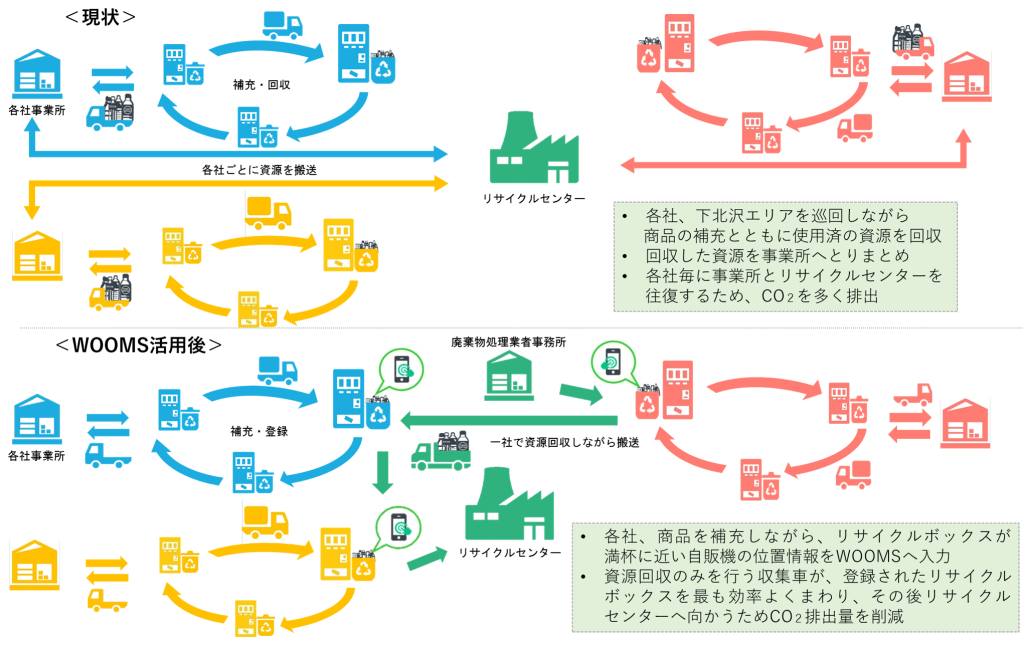 ＜現状＞
補充・回収
各社事業所
各社ごとに資源を搬送
リサイクルセンター
• 各社、下北沢エリアを巡回しながら
商品の補充とともに使用済の資源を回収
• 回収した資源を事業所へとりまとめ
• 各社毎に事業所とリサイクルセンターを
往復するため、CO₂を多く排出
＜WOOMS活用後＞
廃棄物処理業者事務所
補充・登録
各社事業所
一社で資源回収しながら搬送
リサイクルセンター
• 各社、商品を補充しながら、リサイクルボックスが
満杯に近い自販機の位置情報をWOOMSへ入力
• 資源回収のみを行う収集車が、登録されたリサイクル
ボックスを最も効率よくまわり、その後リサイクル
センターへ向かうためCO₂排出量を削減